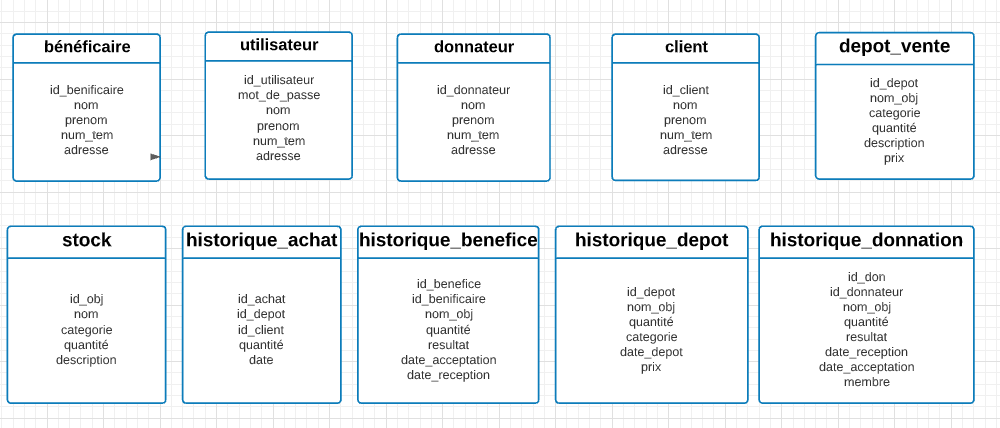 bénéficaire
id_benificaire
nom
prenom
num_tem
adresse
utilisateur
id_utilisateur
mot_de_passe
nom
prenom
num_tem
adresse
donnateur
id_donnateur
nom
prenom
num_tem
adresse
client
id_client
nom
prenom
num_tem
adresse
depot_vente
id_depot
nom_obj
categorie
quantité
description
prix
stock
id_obj
nom
categorie
quantité
description
historique_achat
id_achat
id_depot
id_client
quantité
date
historique_benefice
id_benefice
id_benificaire
nom_obj
quantité
resultat
date_acceptation
date_reception
historique_depot
id_depot
nom_obj
quantité
categorie
date_depot
prix
historique_donnation
id_don
id_donnateur
nom_obj
quantité
resultat
date_reception
date_acceptation
membre